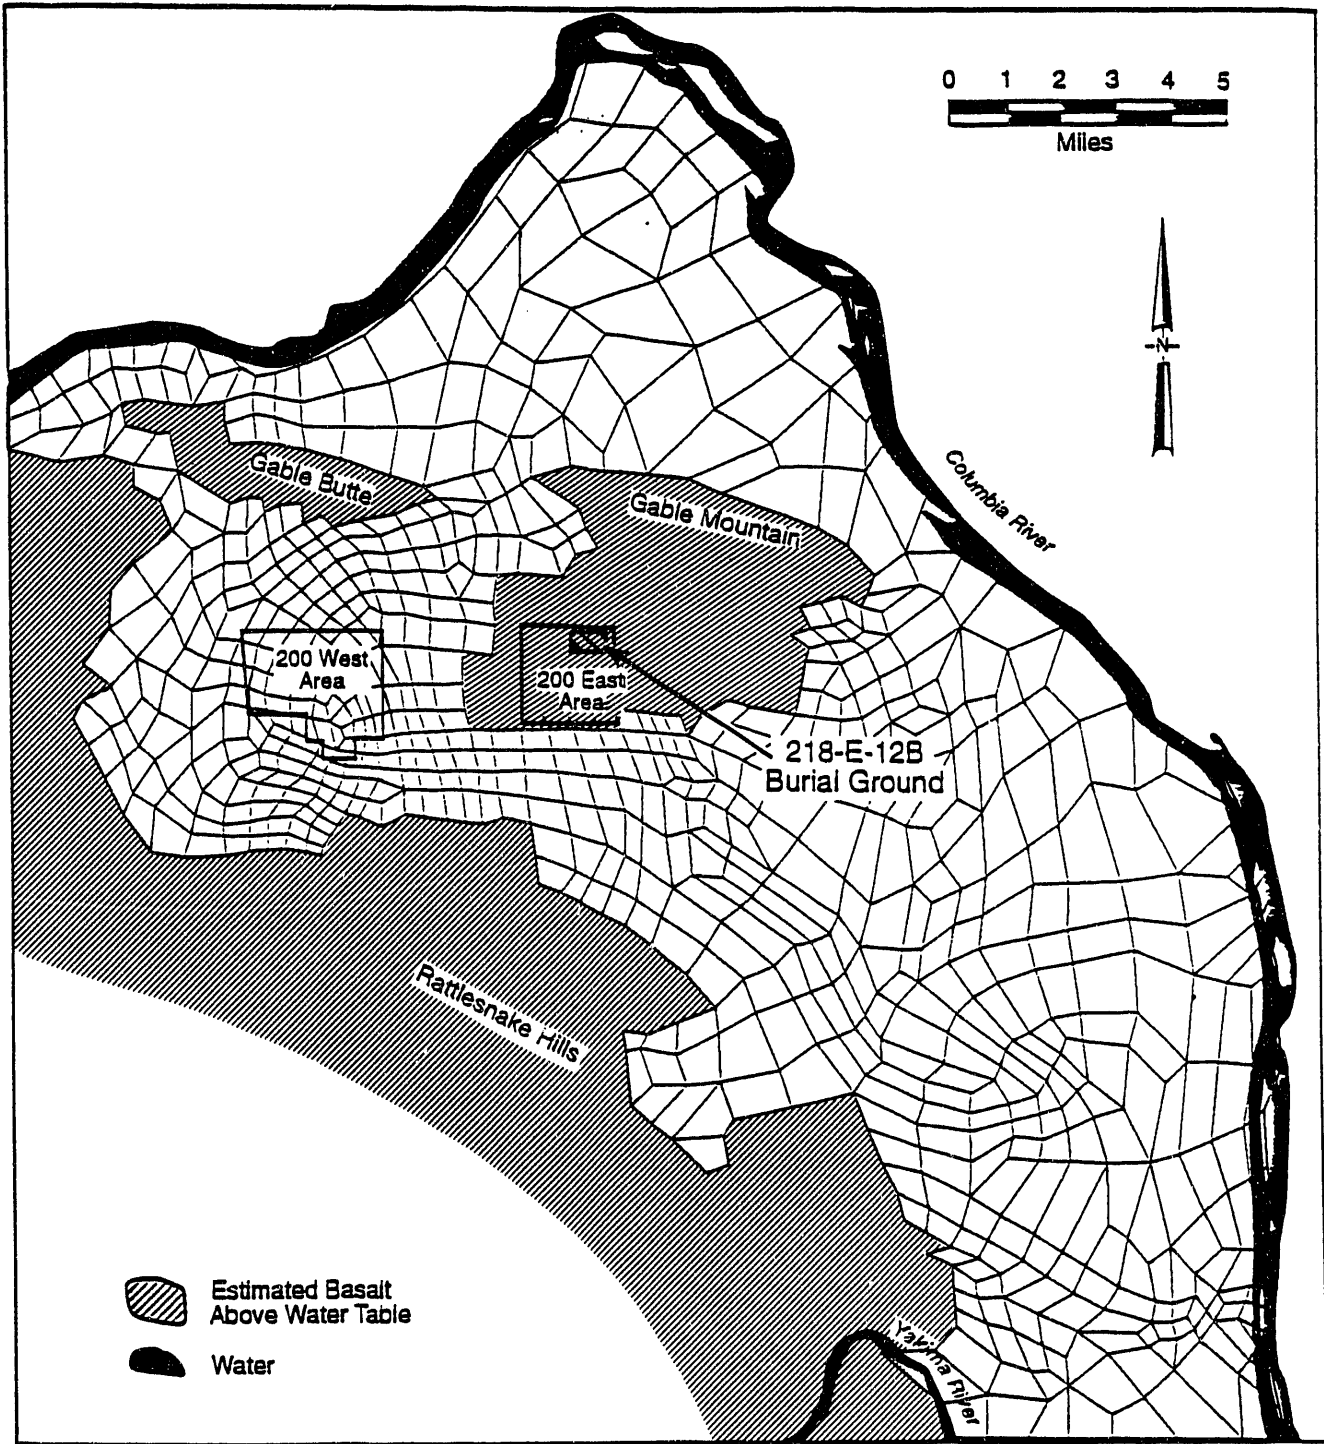 0 1 2 3 4 5
Miles
N
Columbia River
Gable Butte
Gable Mountain
200 West
Area
200 East
Area
218-E-12B
Burial Ground
Rattlesnake Hills
Estimated Basalt
Above Water Table
Water
Yakima River